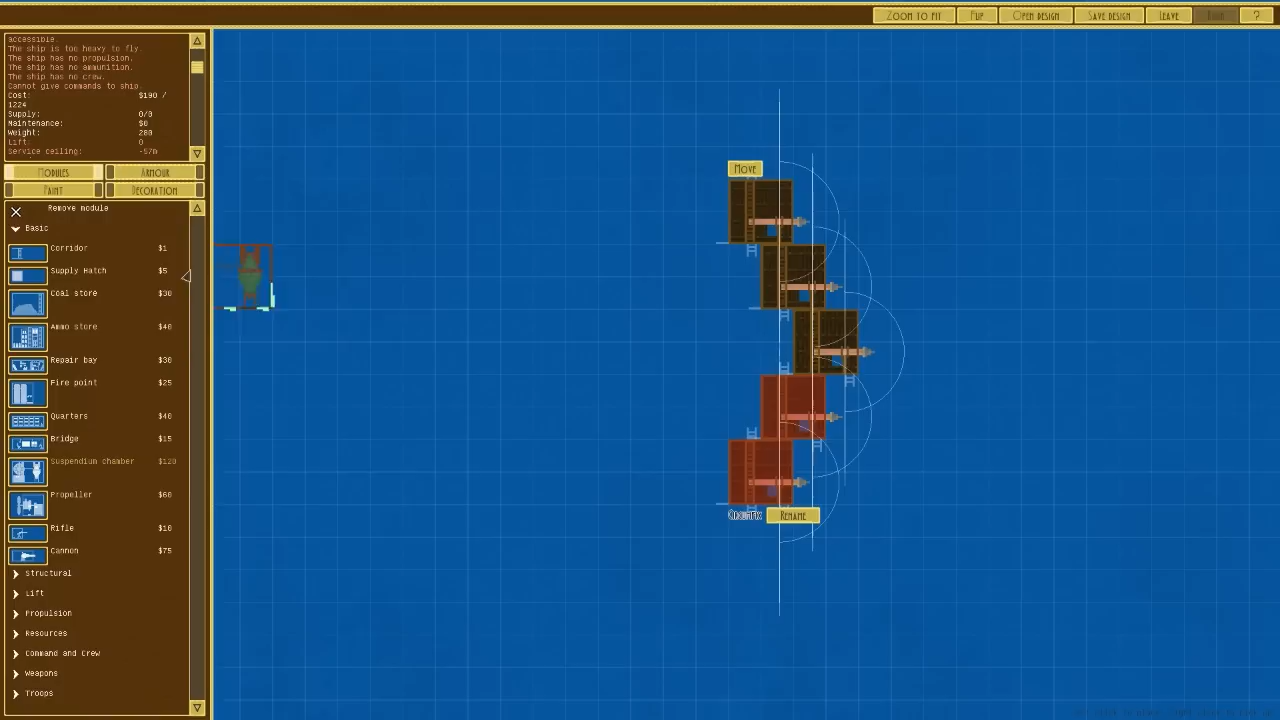 ZOOM TO FIT
FLIP
OPEN DESIGN
SAVE DESIGN
LEAVE
?
accessible.
The ship is too heavy to fly.
The ship has no propulsion.
The ship has no ammunition.
The ship has no crew.
Cannot give commands to ship.
Cost: $190 /
1224
Supply: 0/0
Maintenance: $0
Weight: 280
Lift: 0
Service ceiling: -57m
MODULES
ARMOUR
PAINT
DECORATION
Remove module
Basic
Corridor $1
Supply Hatch $5
Coal store $30
Ammo store $40
Repair bay $30
Fire point $25
Quarters $40
Bridge $15
Suspendium chamber $120
Propeller $60
Rifle $10
Cannon $75
Structural
Lift
Propulsion
Resources
Command and Crew
Weapons
Troops
MOVE
RENAME